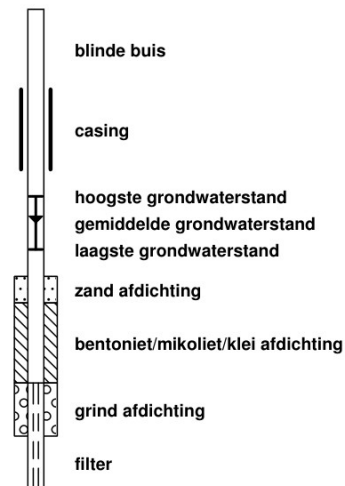 blinde buis
casing
hoogste grondwaterstand
gemiddelde grondwaterstand
laagste grondwaterstand
zand afdichting
bentoniet/mikoliet/klei afdichting
grind afdichting
filter